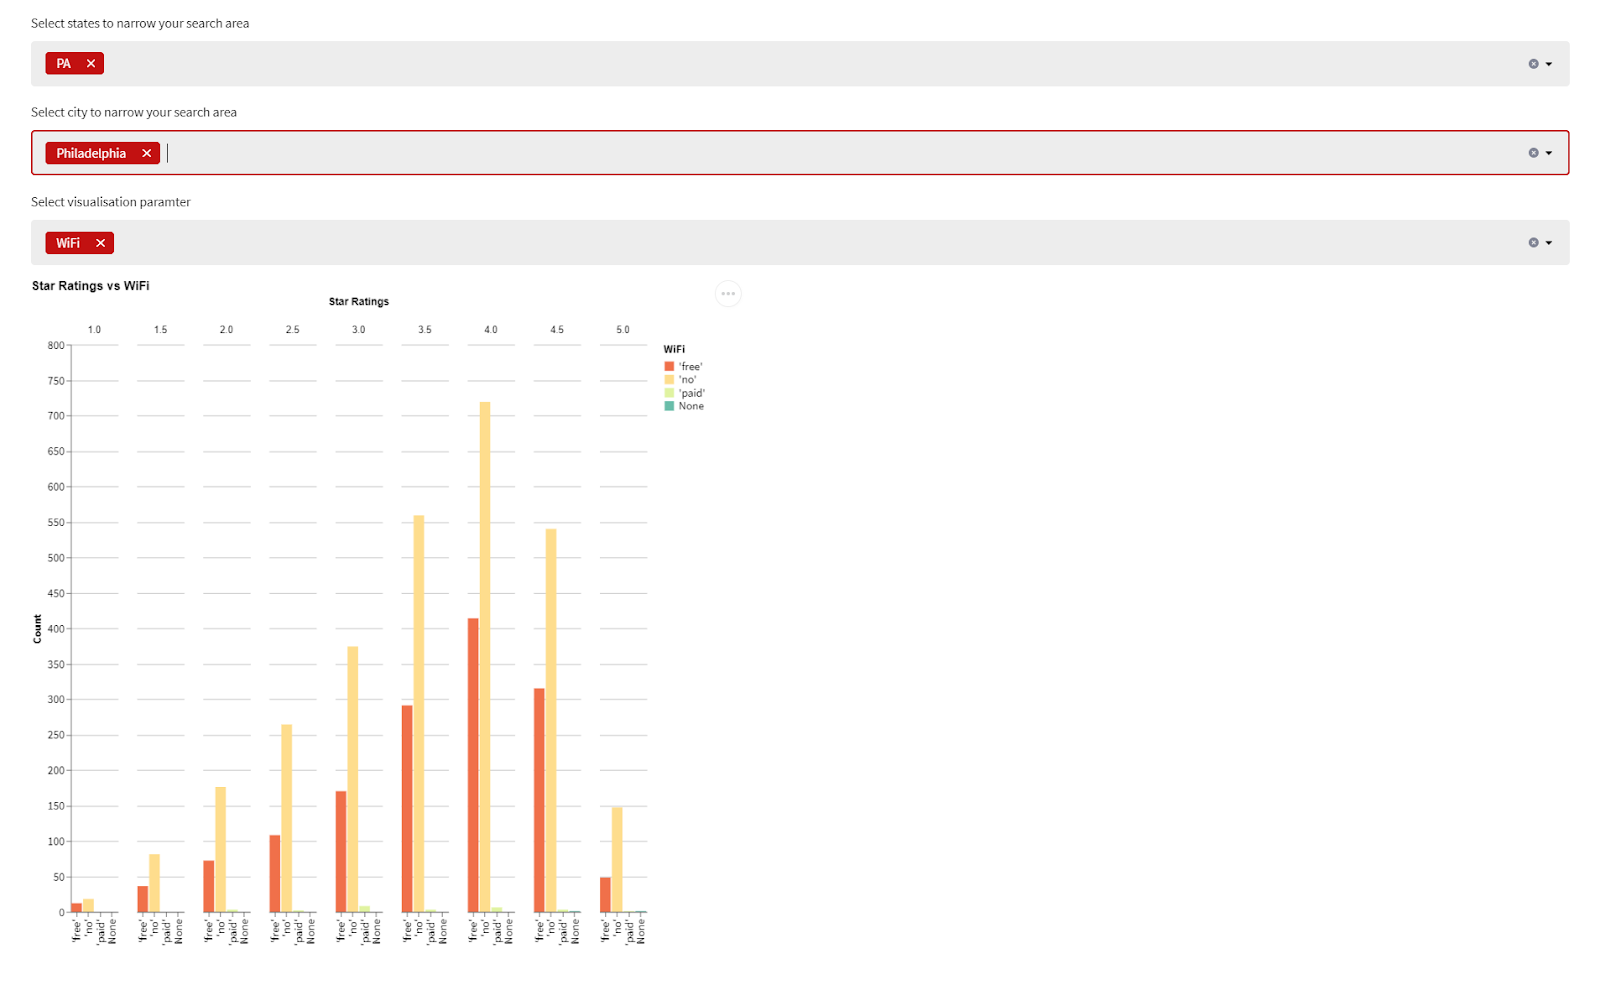 Select states to narrow your search area
PA
Select city to narrow your search area
Philadelphia
Select visualisation paramter
WiFi
Star Ratings vs WiFi
Star Ratings
1.0 1.5 2.0 2.5 3.0 3.5 4.0 4.5 5.0
800
750
700
650
600
550
500
450
400
350
300
250
200
150
100
50
0
Count
'free' 'no' 'paid' None 'free' 'no' 'paid' None 'free' 'no' 'paid' None 'free' 'no' 'paid' None 'free' 'no' 'paid' None 'free' 'no' 'paid' None 'free' 'no' 'paid' None 'free' 'no' 'paid' None 'free' 'no' 'paid' None
WiFi
'free'
'no'
'paid'
None